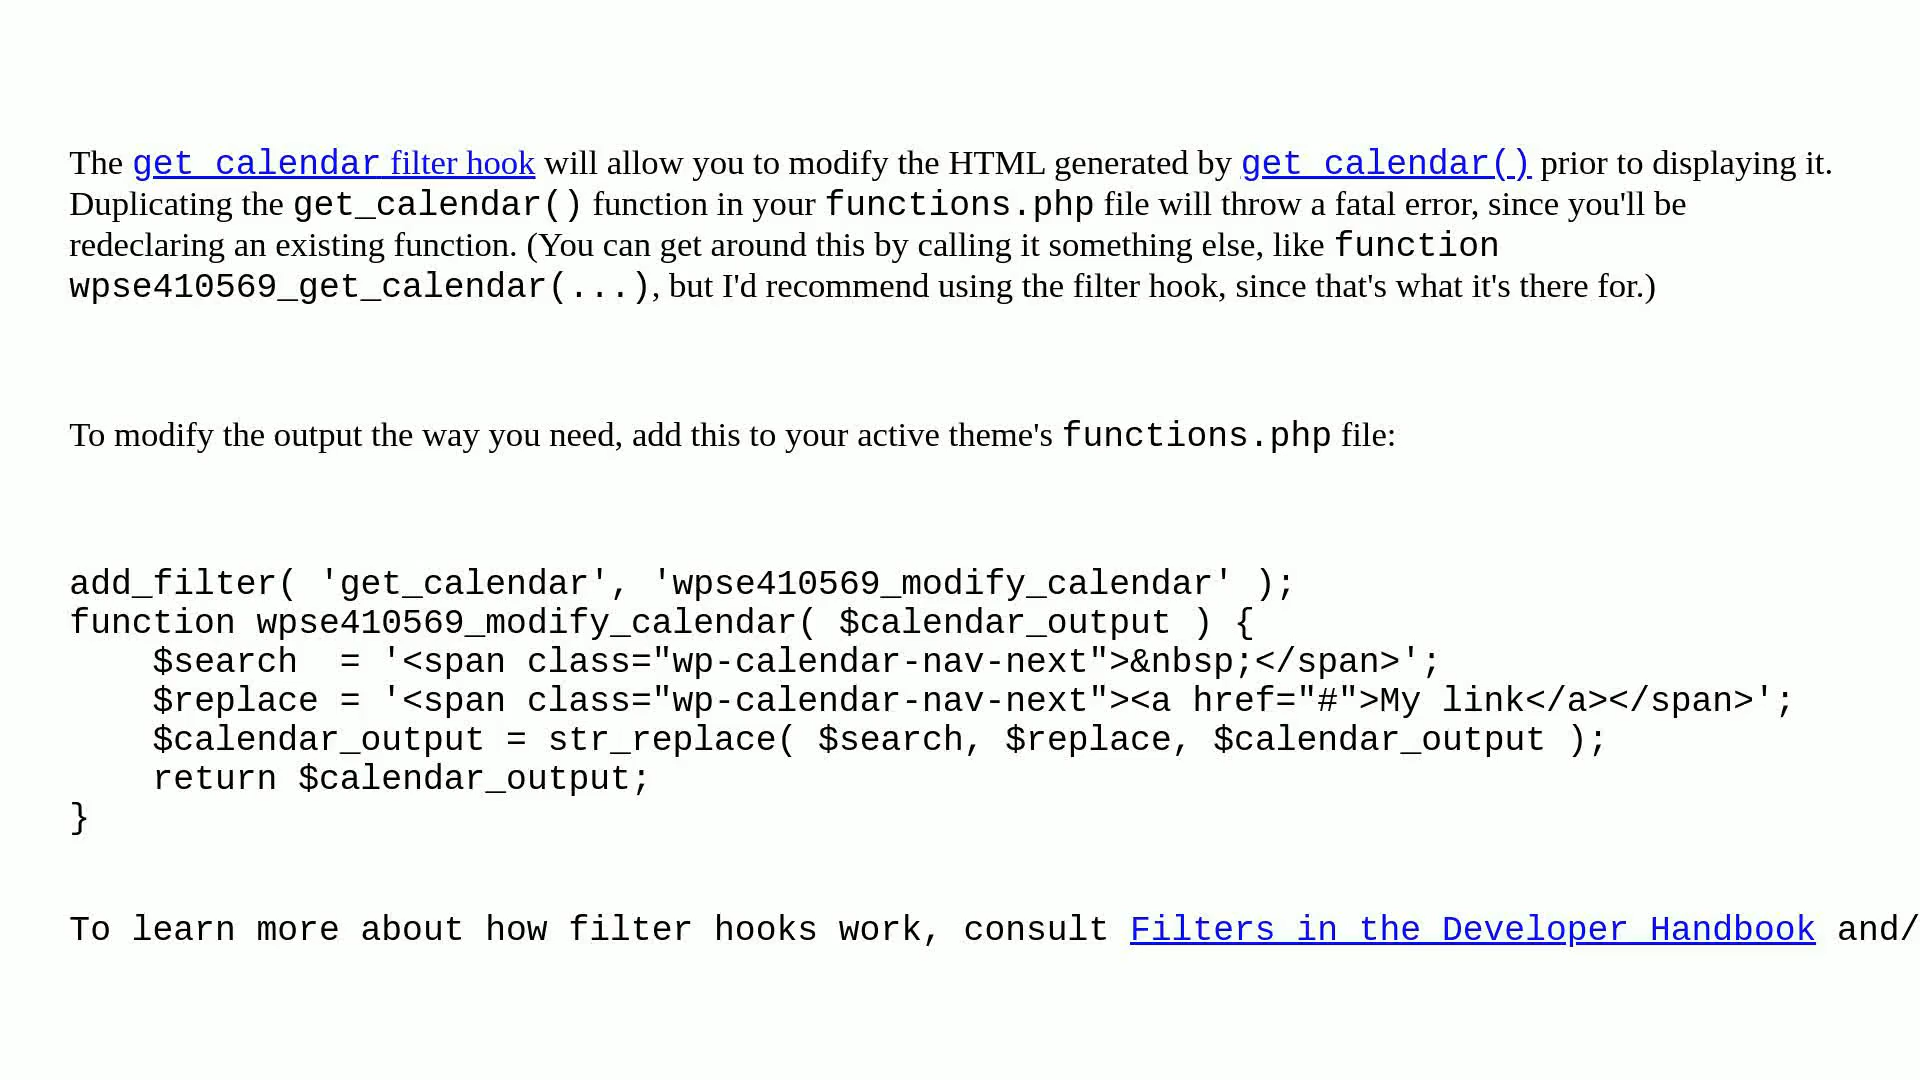 The get_calendar filter hook will allow you to modify the HTML generated by get_calendar() prior to displaying it.
Duplicating the get_calendar() function in your functions.php file will throw a fatal error, since you'll be
redeclaring an existing function. (You can get around this by calling it something else, like function
wpse410569_get_calendar(...), but I'd recommend using the filter hook, since that's what it's there for.)
To modify the output the way you need, add this to your active theme's functions.php file:
add_filter( 'get_calendar', 'wpse410569_modify_calendar' );
function wpse410569_modify_calendar( $calendar_output ) {
    $search  = '<span class="wp-calendar-nav-next">&nbsp;</span>';
    $replace = '<span class="wp-calendar-nav-next"><a href="#">My link</a></span>';
    $calendar_output = str_replace( $search, $replace, $calendar_output );
    return $calendar_output;
}
To learn more about how filter hooks work, consult Filters in the Developer Handbook and/